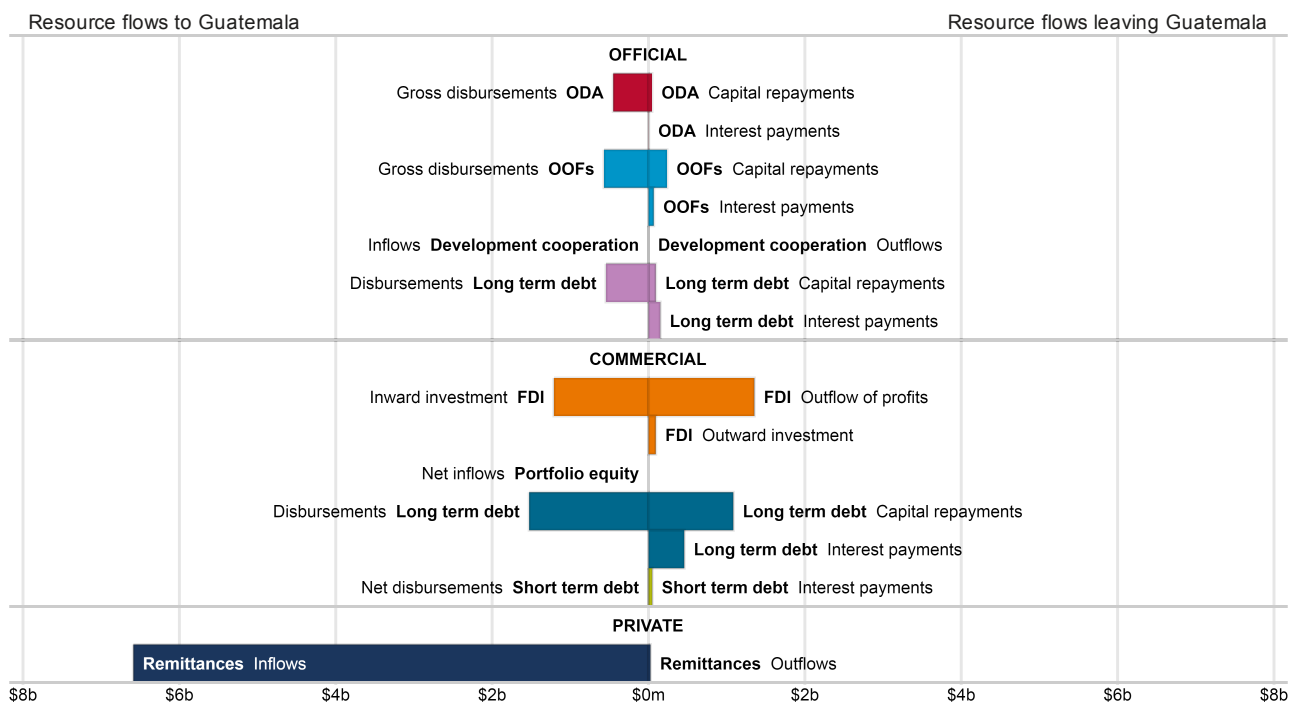 Resource flows to Guatemala Resource flows leaving Guatemala
OFFICIAL
Gross disbursements ODA ODA Capital repayments
ODA Interest payments
Gross disbursements OOFs OOFs Capital repayments
OOFs Interest payments
Inflows Development cooperation Development cooperation Outflows
Disbursements Long term debt Long term debt Capital repayments
Long term debt Interest payments
COMMERCIAL
Inward investment FDI FDI Outflow of profits
FDI Outward investment
Net inflows Portfolio equity
Disbursements Long term debt Long term debt Capital repayments
Long term debt Interest payments
Net disbursements Short term debt Short term debt Interest payments
PRIVATE
Remittances Inflows Remittances Outflows
$8b $6b $4b $2b $0m $2b $4b $6b $8b